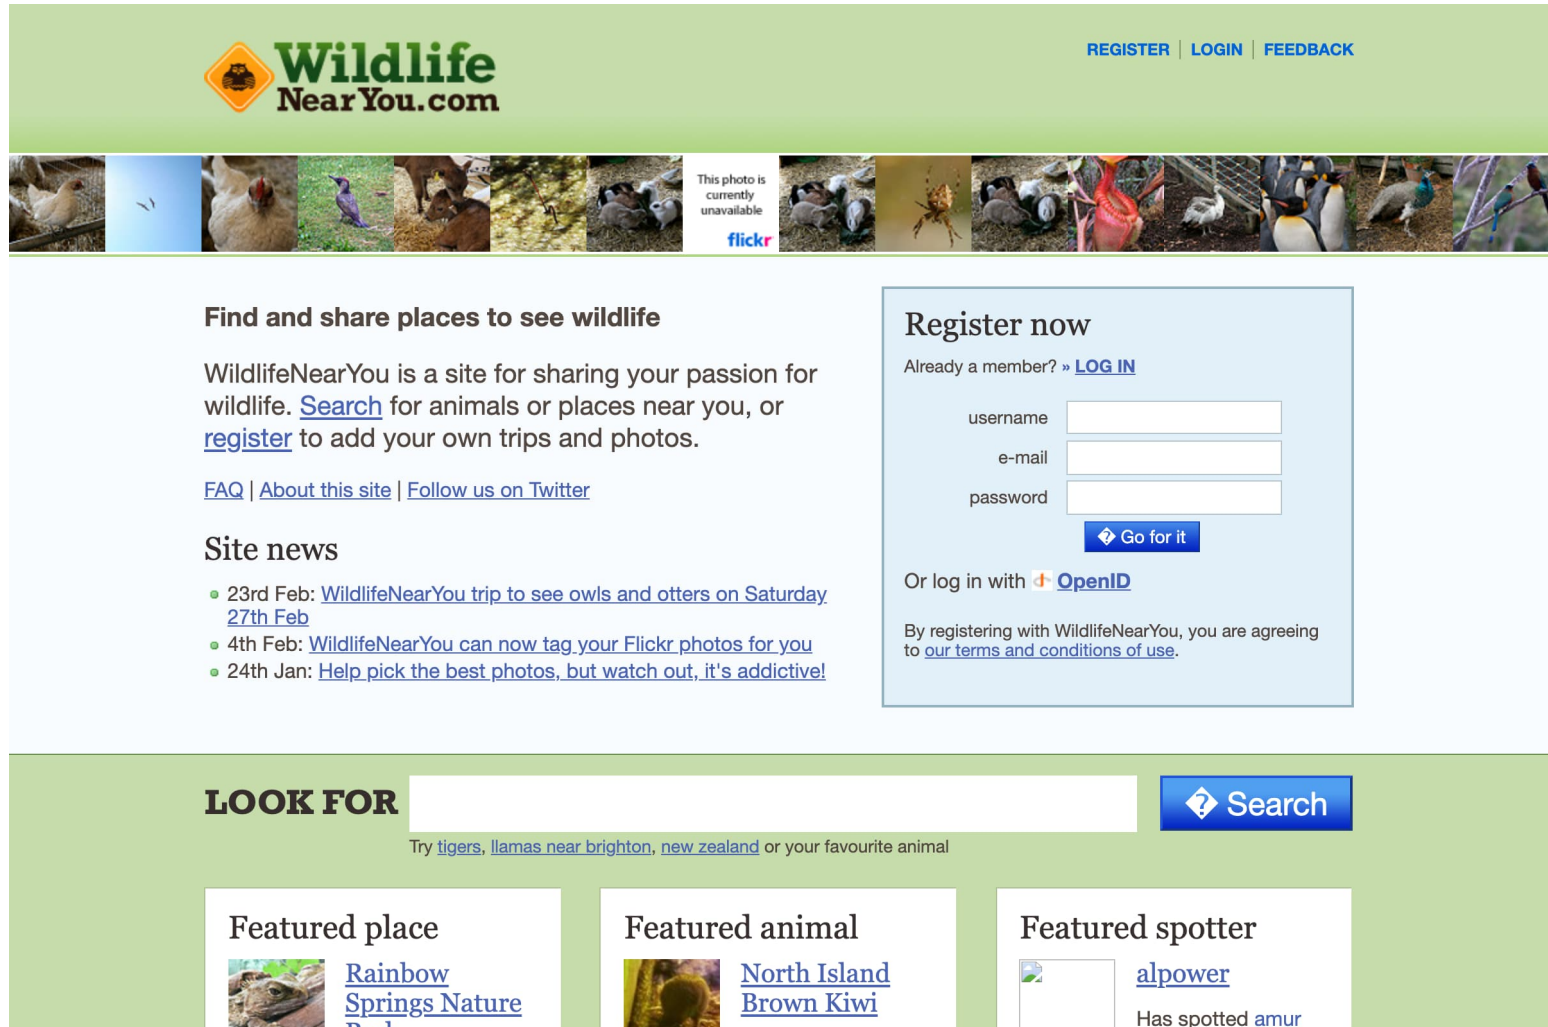 Wildlife
NearYou.com
REGISTER | LOGIN | FEEDBACK
This photo is
currently
unavailable
flickr
Find and share places to see wildlife
WildlifeNearYou is a site for sharing your passion for
wildlife. Search for animals or places near you, or
register to add your own trips and photos.
FAQ | About this site | Follow us on Twitter
Site news
23rd Feb: WildlifeNearYou trip to see owls and otters on Saturday
27th Feb
4th Feb: WildlifeNearYou can now tag your Flickr photos for you
24th Jan: Help pick the best photos, but watch out, it's addictive!
Register now
Already a member? » LOG IN
username
e-mail
password
� Go for it
Or log in with OpenID
By registering with WildlifeNearYou, you are agreeing
to our terms and conditions of use.
LOOK FOR
� Search
Try tigers, llamas near brighton, new zealand or your favourite animal
Featured place
Rainbow
Springs Nature
Featured animal
North Island
Brown Kiwi
Featured spotter
alpower
Has spotted amur